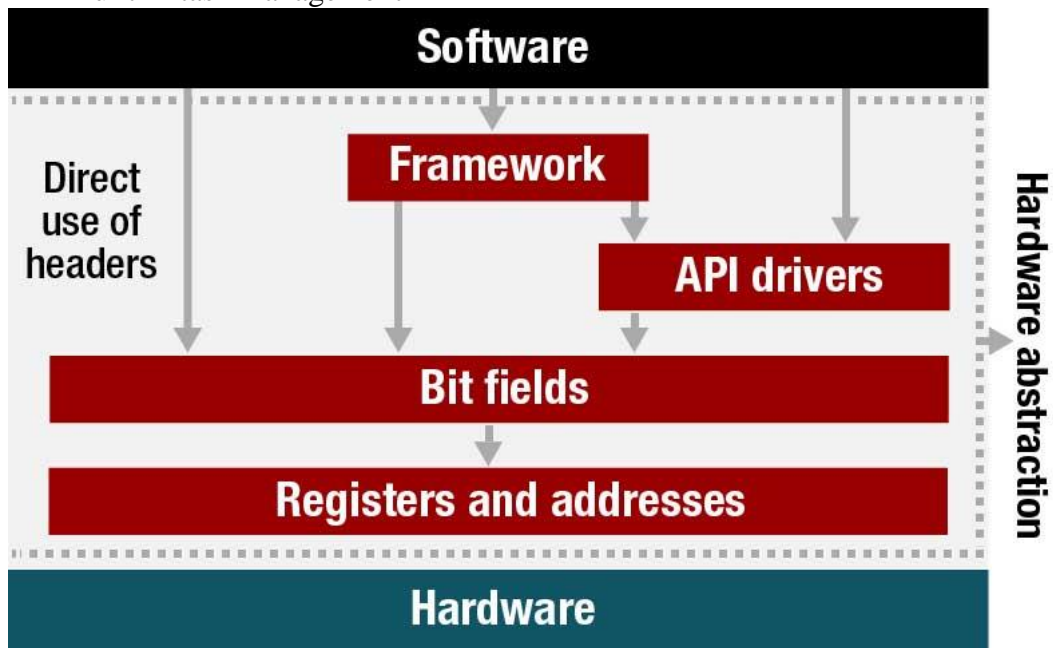 Software
Framework
Direct
use of
headers
API drivers
Bit fields
Registers and addresses
Hardware
Hardware abstraction